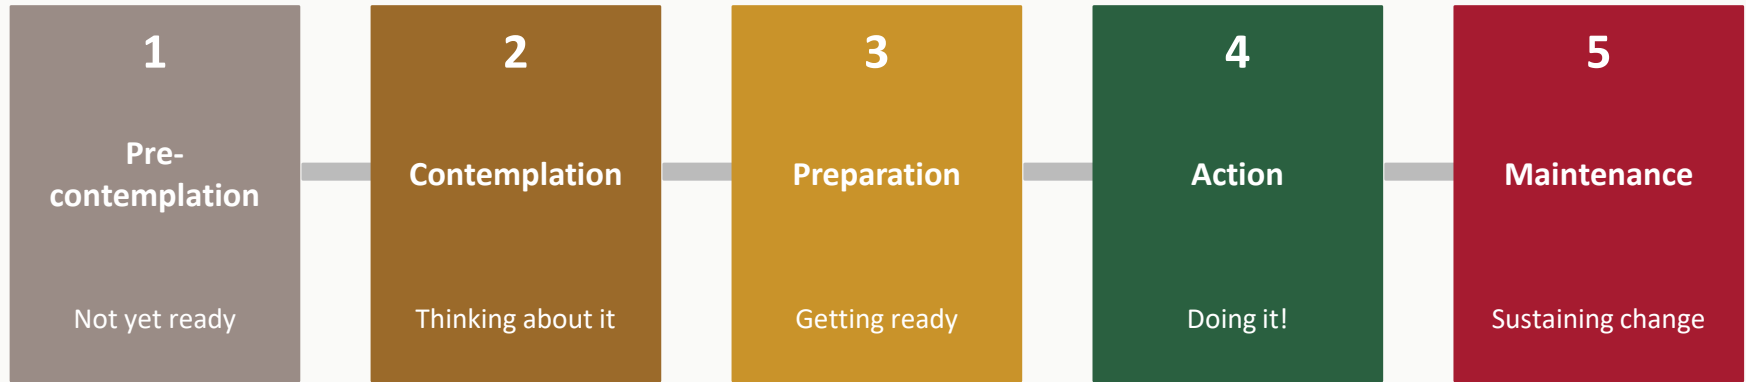 1
Pre-
contemplation
Not yet ready
2
Contemplation
Thinking about it
3
Preparation
Getting ready
4
Action
Doing it!
5
Maintenance
Sustaining change